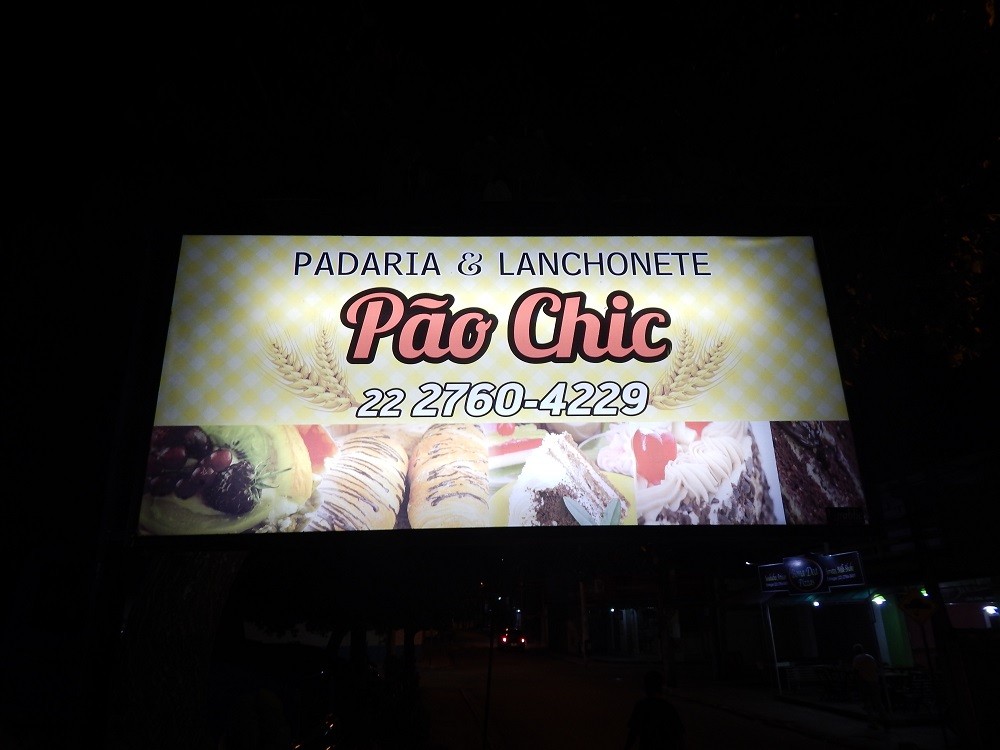 PADARIA & LANCHONETE
Pão Chic
22 2760-4229